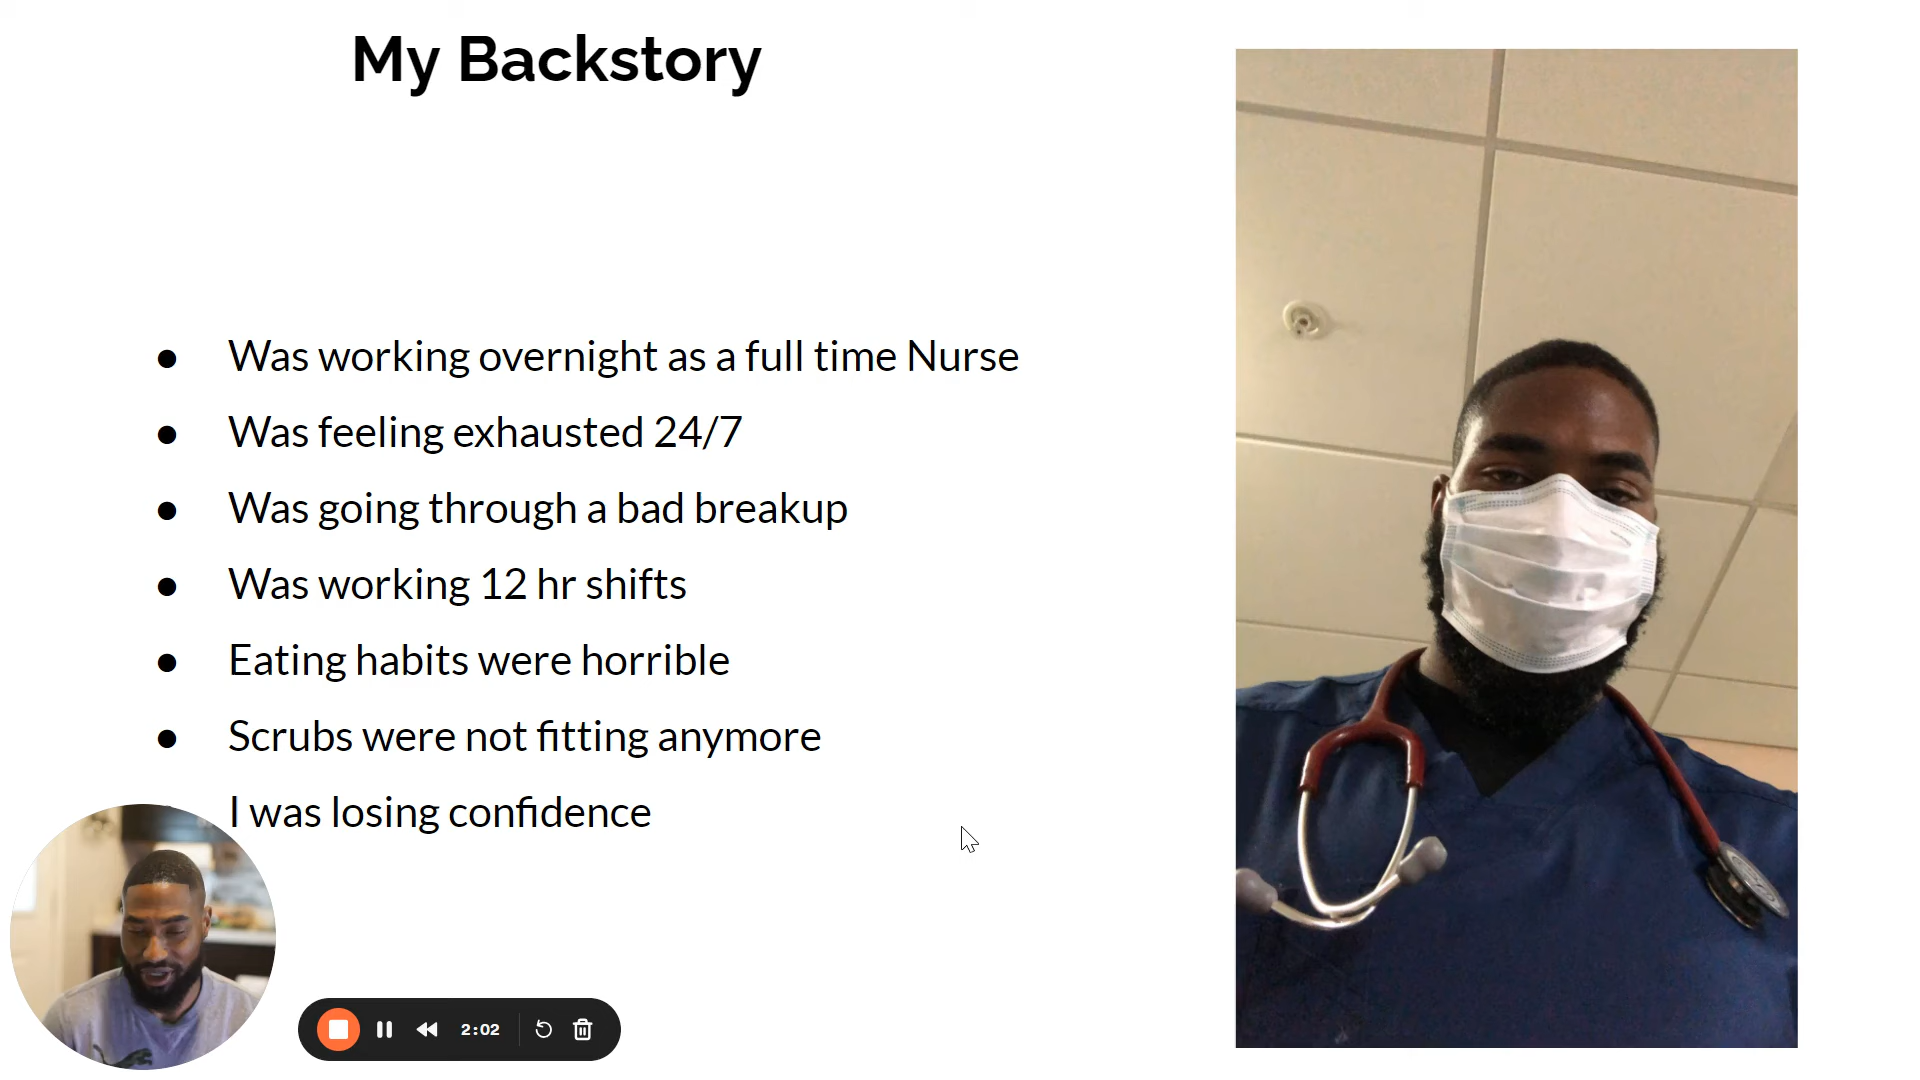 My Backstory
● Was working overnight as a full time Nurse
● Was feeling exhausted 24/7
● Was going through a bad breakup
● Was working 12 hr shifts
● Eating habits were horrible
● Scrubs were not fitting anymore
I was losing confidence
2:02